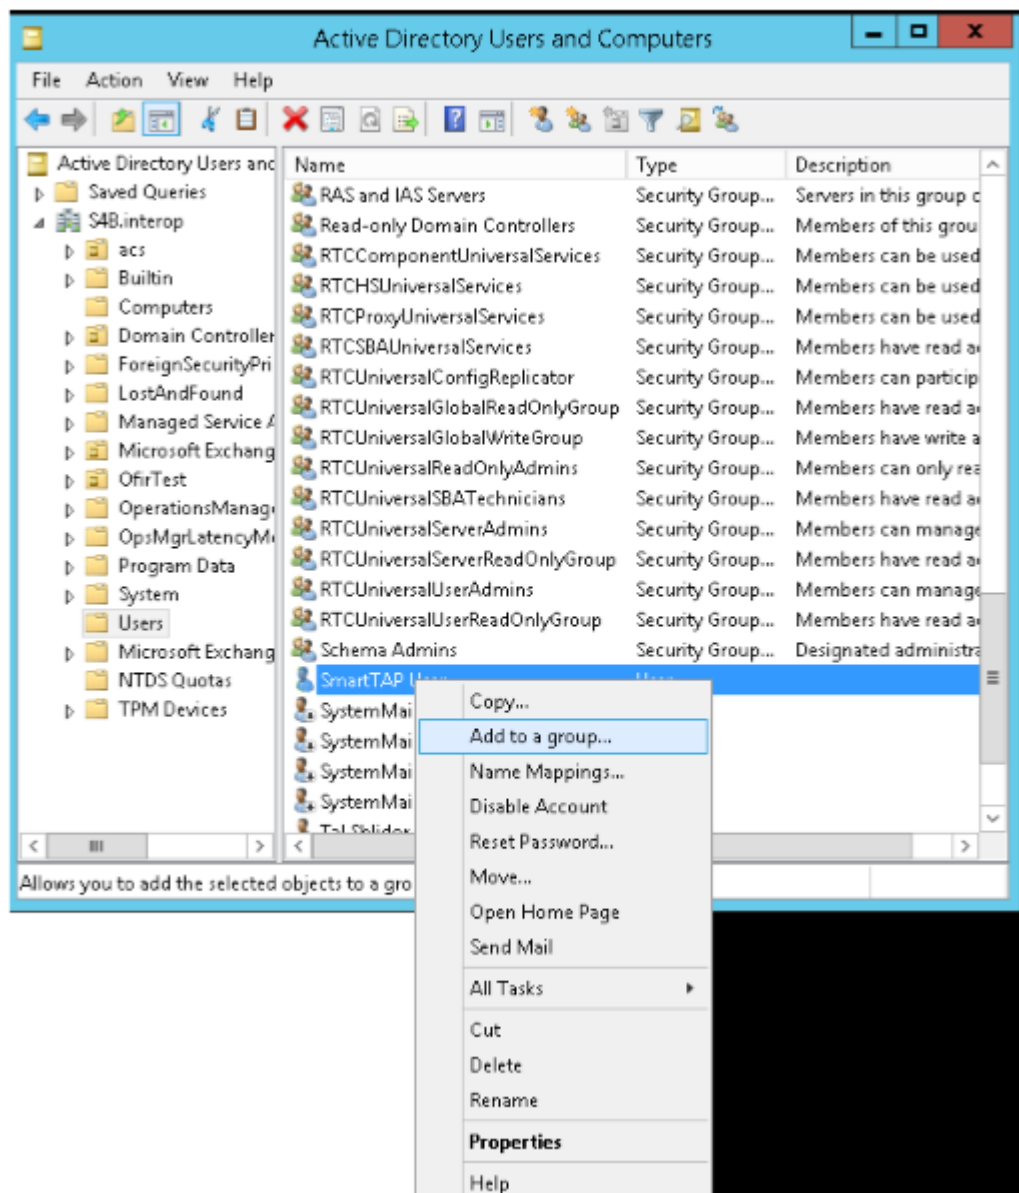 Active Directory Users and Computers
File Action View Help
Active Directory Users and
Saved Queries
S4B.interop
acs
Builtin
Computers
Domain Controller
ForeignSecurityPri
LostAndFound
Managed Service A
Microsoft Exchang
OfirTest
OperationsManag
OpsMgrLatencyM
Program Data
System
Users
Microsoft Exchang
NTDS Quotas
TPM Devices
Name Type Description
RAS and IAS Servers Security Group... Servers in this group c
Read-only Domain Controllers Security Group... Members of this grou
RTCComponentUniversalServices Security Group... Members can be used
RTCHSUniversalServices Security Group... Members can be used
RTCProxyUniversalServices Security Group... Members can be used
RTCSBAUniversalServices Security Group... Members have read a
RTCUniversalConfigReplicator Security Group... Members can particip
RTCUniversalGlobalReadOnlyGroup Security Group... Members have read a
RTCUniversalGlobalWriteGroup Security Group... Members have write a
RTCUniversalReadOnlyAdmins Security Group... Members can only rea
RTCUniversalSBATechnicians Security Group... Members have read a
RTCUniversalServerAdmins Security Group... Members can manage
RTCUniversalServerReadOnlyGroup Security Group... Members have read a
RTCUniversalUserAdmins Security Group... Members can manage
RTCUniversalUserReadOnlyGroup Security Group... Members have read a
Schema Admins Security Group... Designated administra
SmartTAP User User
SystemMai
SystemMai
SystemMai
SystemMai
Tal Shlider
Copy...
Add to a group...
Name Mappings...
Disable Account
Reset Password...
Move...
Open Home Page
Send Mail
All Tasks
Cut
Delete
Rename
Properties
Help
Allows you to add the selected objects to a gro